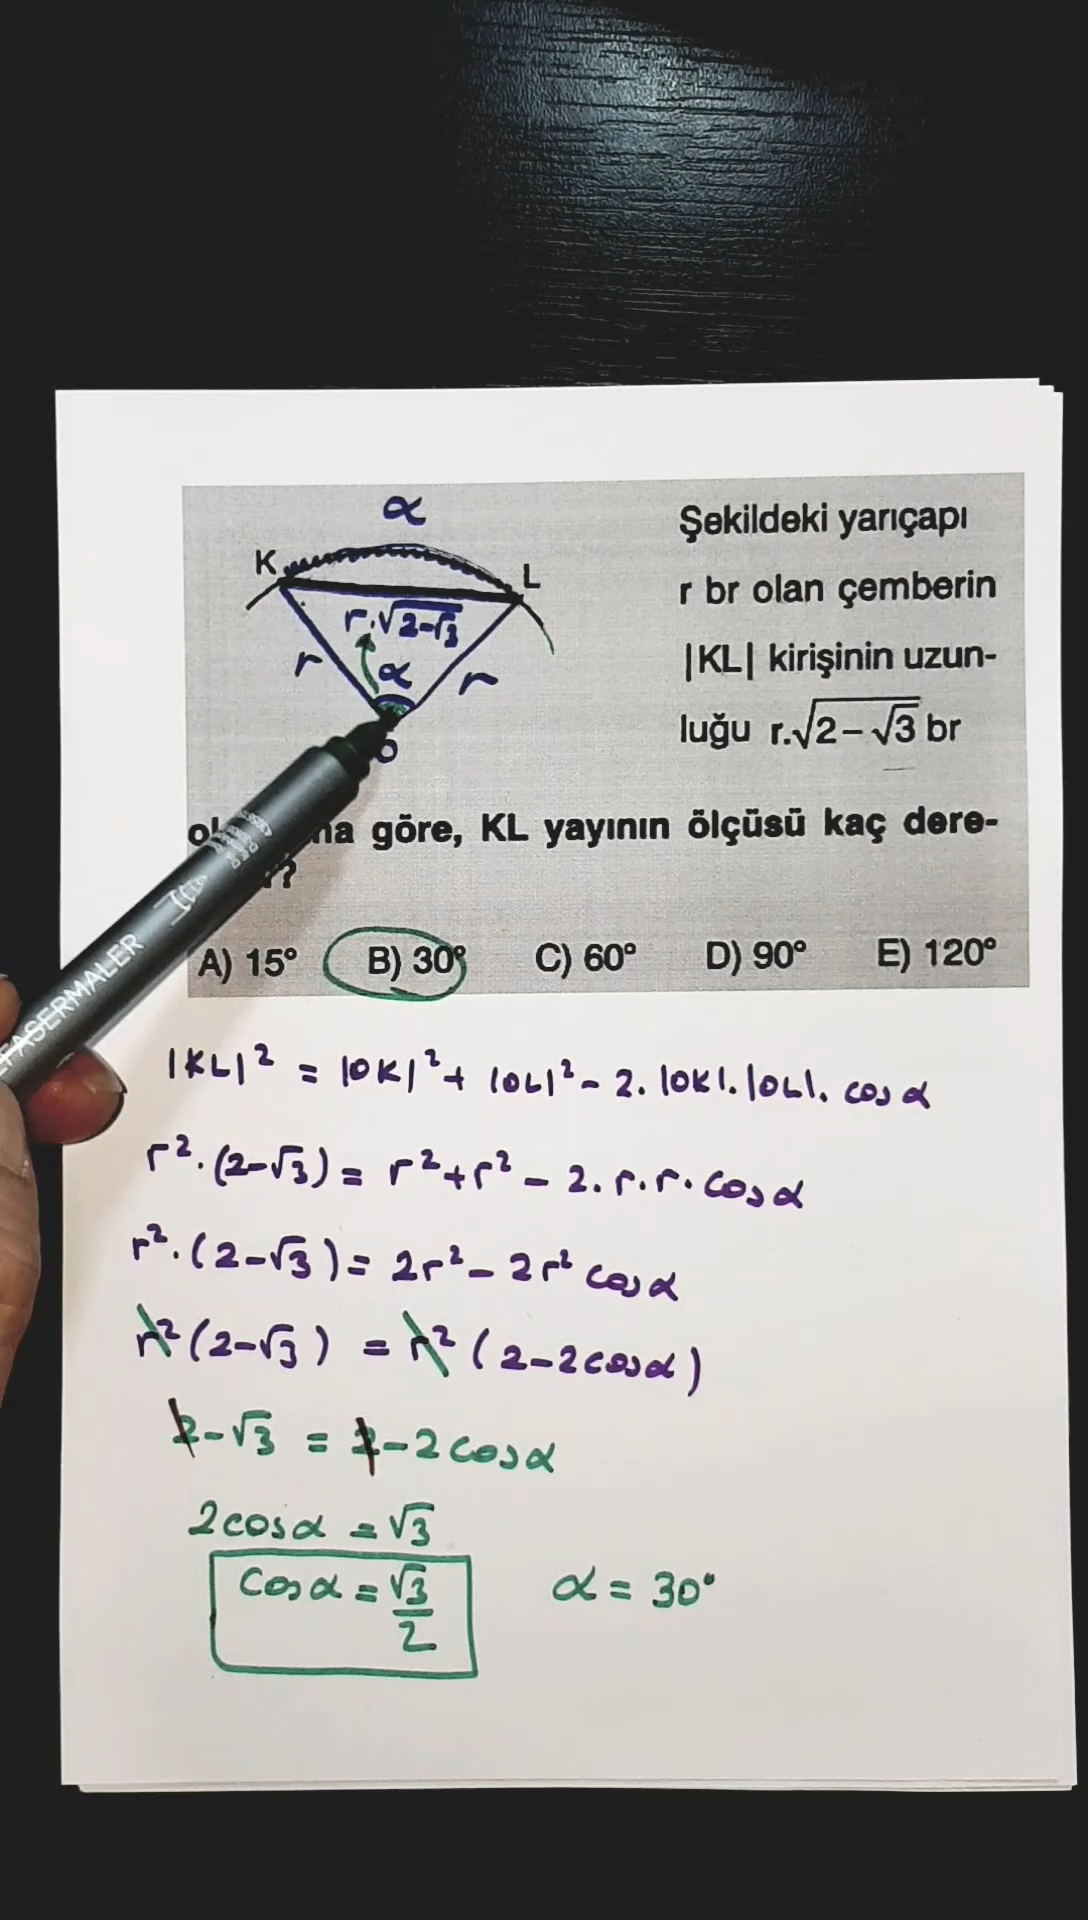 α
K
L
r.√2-√3
r
α
r
O
Şekildeki yarıçapı
r br olan çemberin
|KL| kirişinin uzun-
luğu r.√2-√3 br
göre, KL yayının ölçüsü kaç dere-
?
A) 15° B) 30° C) 60° D) 90° E) 120°
FASERMALER
|KL|² = |OK|² + |OL|² - 2. |OK|. |OL|. cos α
r². (2-√3) = r² + r² - 2. r. r. cos α
r². (2-√3) = 2r² - 2r² cos α
r² (2-√3) = r² (2-2cos α)
2-√3 = 2-2cos α
2cos α = √3
cos α = √3/2 α = 30°